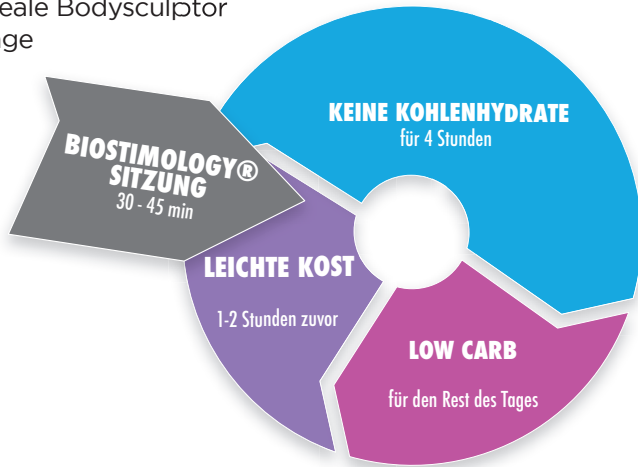 eale Bodysculptor
age
KEINE KOHLENHYDRATE
für 4 Stunden
BIOSTIMOLOGY®
SITZUNG
30 - 45 min
LEICHTE KOST
1-2 Stunden zuvor
LOW CARB
für den Rest des Tages